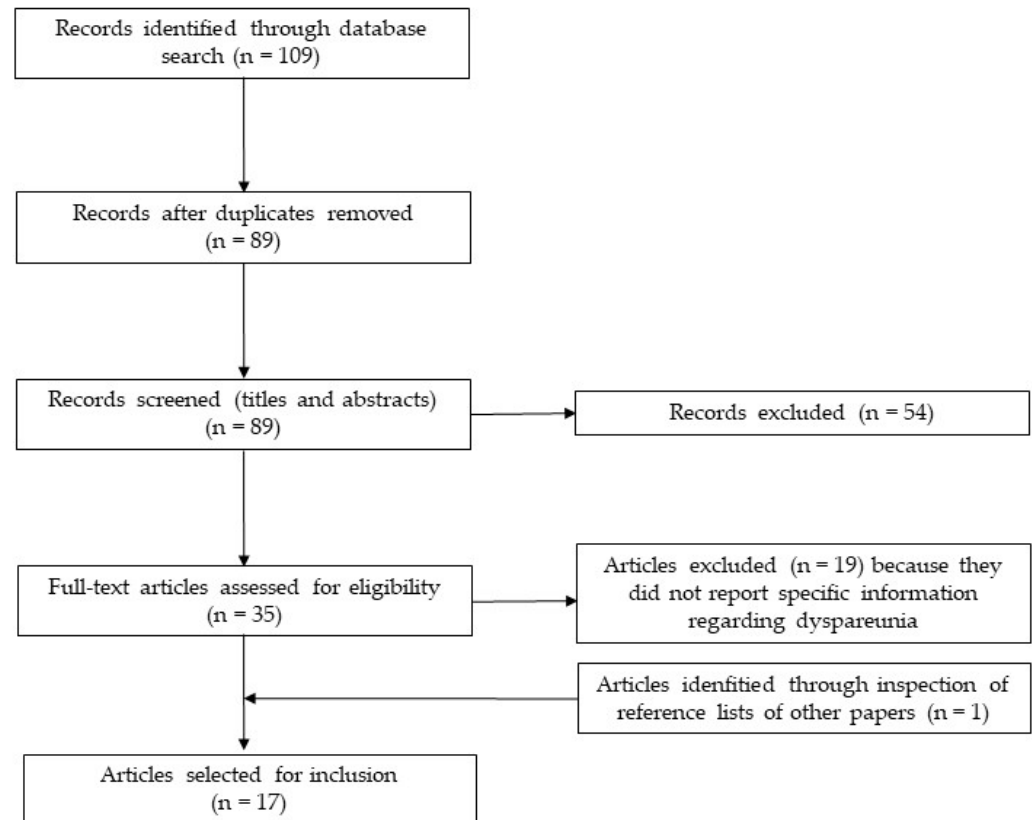 Records identified through database
search (n = 109)
Records after duplicates removed
(n = 89)
Records screened (titles and abstracts)
(n = 89)
Records excluded (n = 54)
Full-text articles assessed for eligibility
(n = 35)
Articles excluded (n = 19) because they
did not report specific information
regarding dyspareunia
Articles idenfitied through inspection of
reference lists of other papers (n = 1)
Articles selected for inclusion
(n = 17)